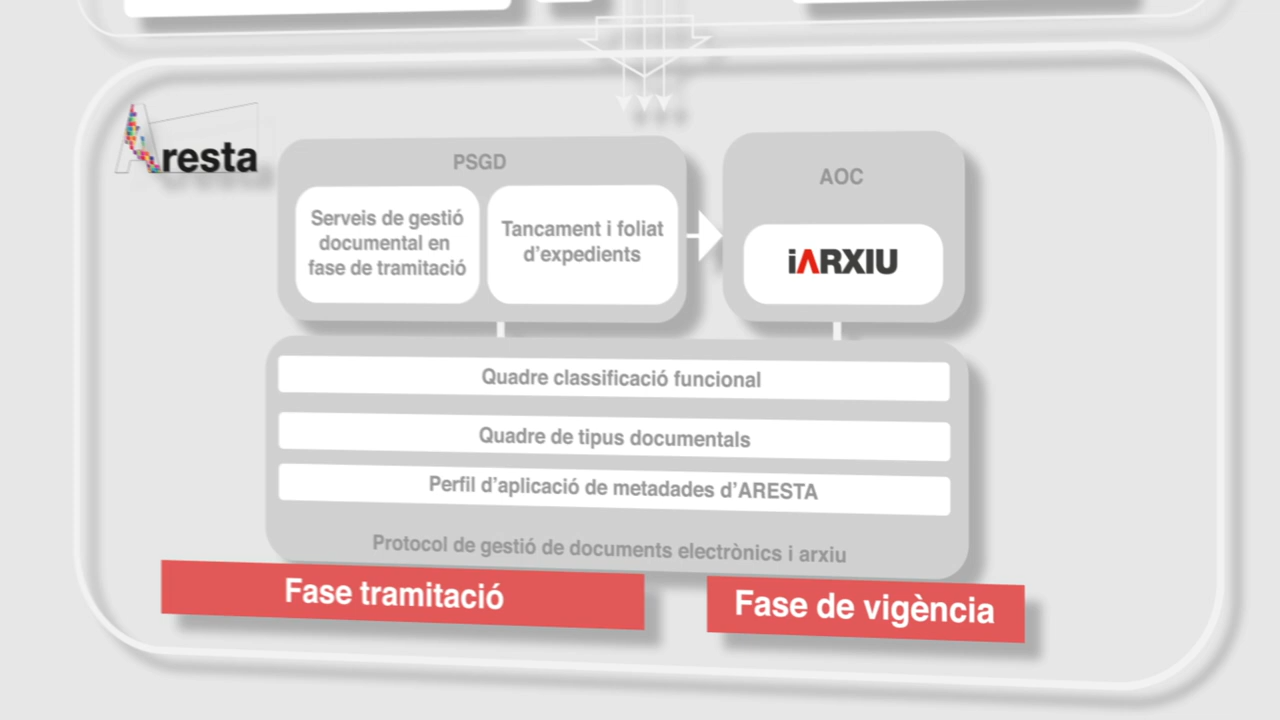 Aresta
PSGD
Serveis de gestió
documental en
fase de tramitació
Tancament i foliat
d’expedients
AOC
iARXIU
Quadre classificació funcional
Quadre de tipus documentals
Perfil d’aplicació de metadades d’ARESTA
Protocol de gestió de documents electrònics i arxiu
Fase tramitació
Fase de vigència